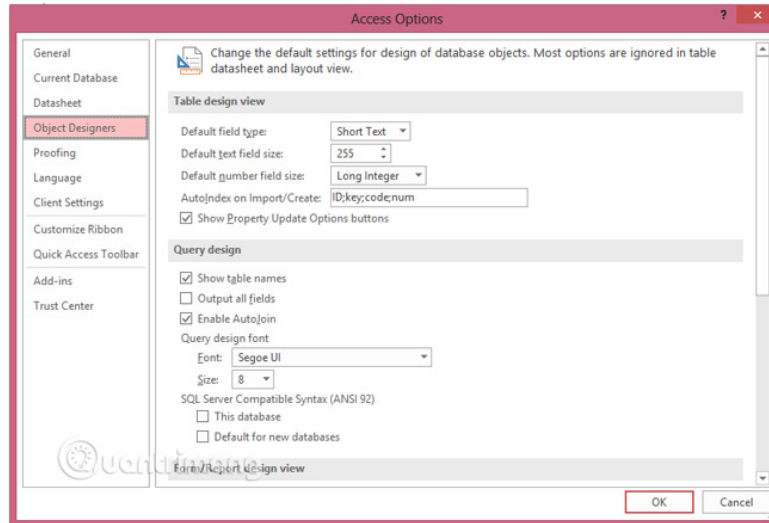 Access Options
?
General
Current Database
Datasheet
Object Designers
Proofing
Language
Client Settings
Customize Ribbon
Quick Access Toolbar
Add-ins
Trust Center
Change the default settings for design of database objects. Most options are ignored in table
datasheet and layout view.
Table design view
Default field type: Short Text
Default text field size: 255
Default number field size: Long Integer
AutoIndex on Import/Create: ID;key;code;num
Show Property Update Options buttons
Query design
Show table names
Output all fields
Enable AutoJoin
Query design font
Font: Segoe UI
Size: 8
SQL Server Compatible Syntax (ANSI 92)
This database
Default for new databases
Form/Report design view
Quantrimang
OK Cancel